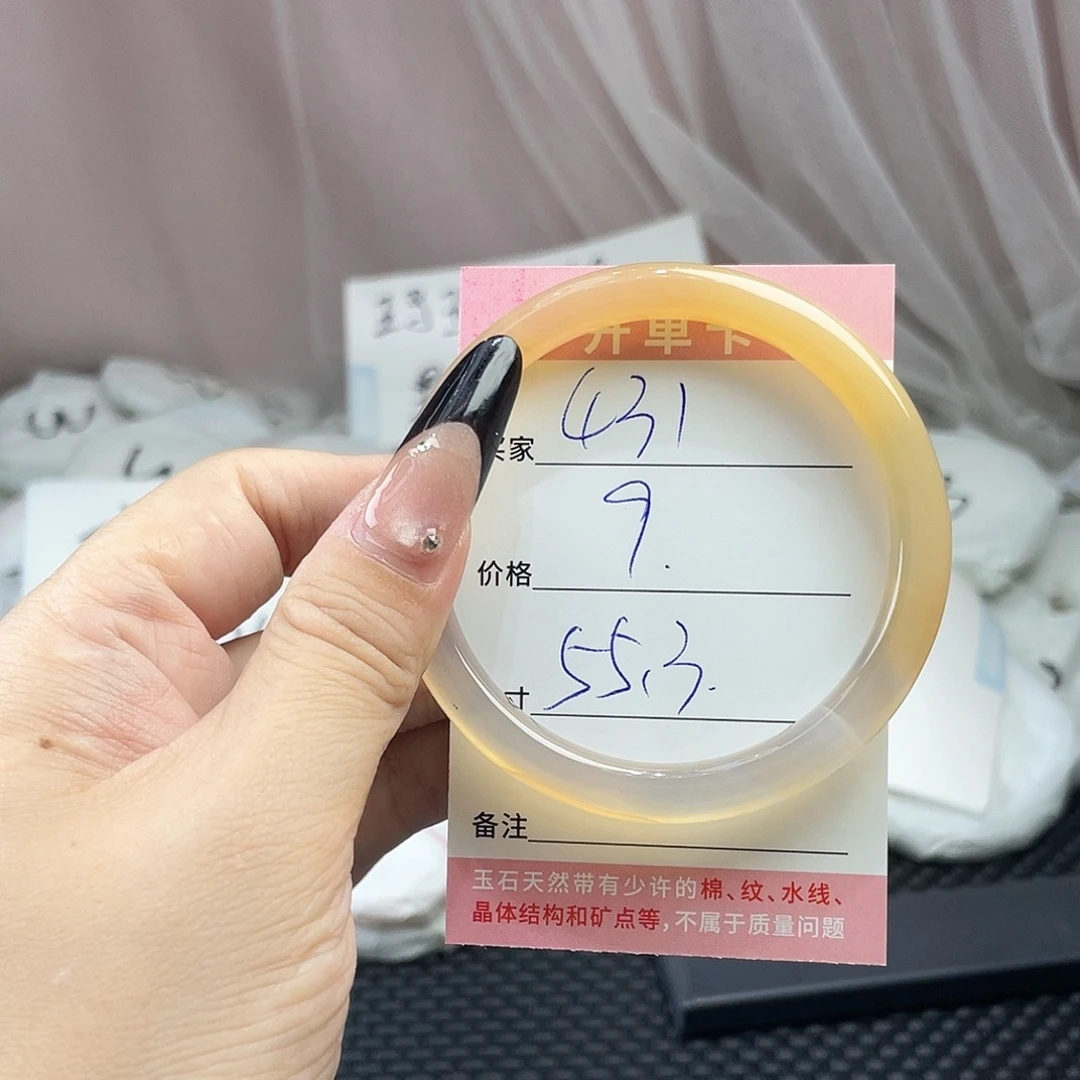 开单卡
买家 431
价格 9.
寸 55.3.
备注
玉石天然带有少许的棉、纹、水线、
晶体结构和矿点等,不属于质量问题